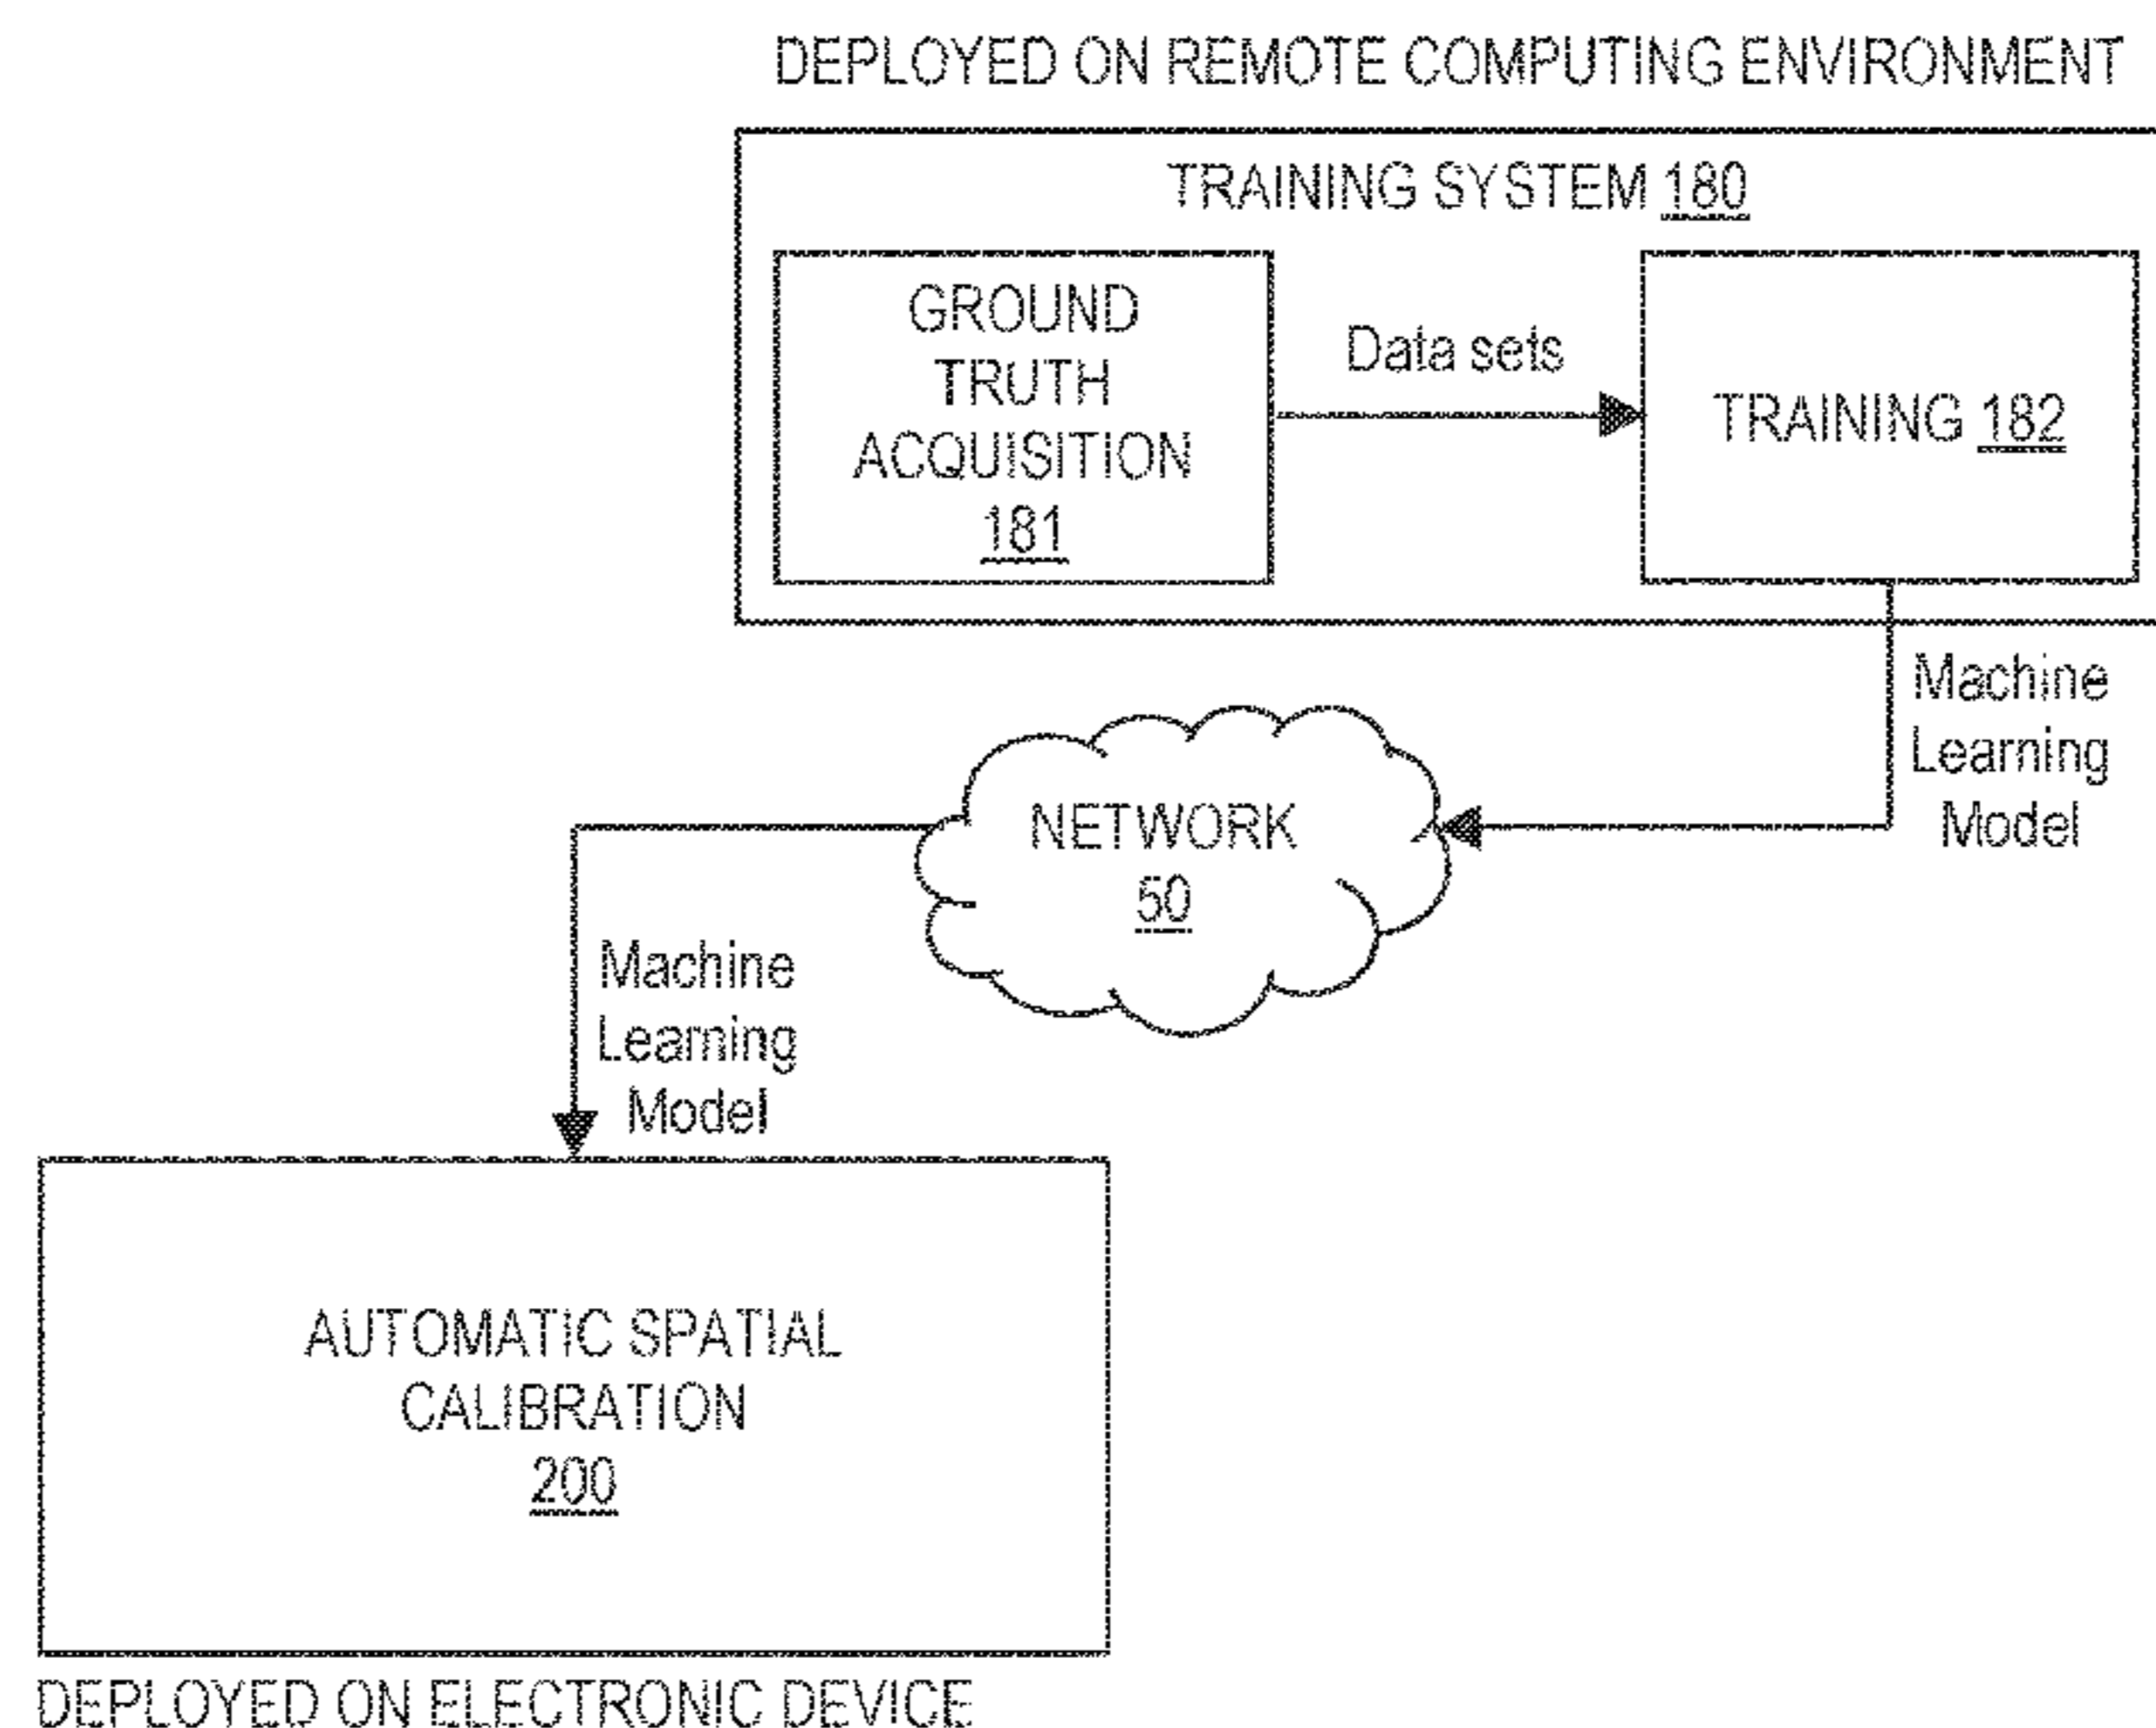 DEPLOYED ON REMOTE COMPUTING ENVIRONMENT
TRAINING SYSTEM 180
GROUND
TRUTH
ACQUISITION
181
Data sets
TRAINING 182
Machine
Learning
Model
NETWORK
50
Machine
Learning
Model
AUTOMATIC SPATIAL
CALIBRATION
200
DEPLOYED ON ELECTRONIC DEVICE